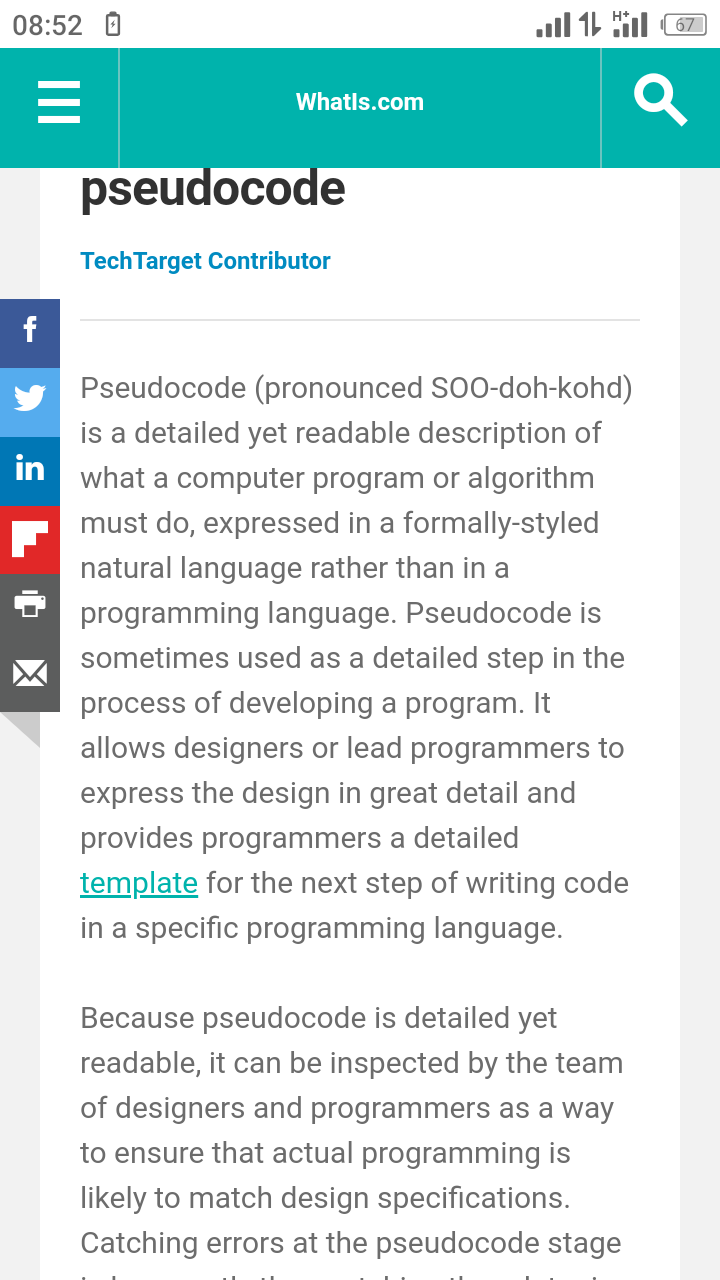 08:52
H+
67
WhatIs.com
pseudocode
TechTarget Contributor
f
in
Pseudocode (pronounced SOO-doh-kohd)
is a detailed yet readable description of
what a computer program or algorithm
must do, expressed in a formally-styled
natural language rather than in a
programming language. Pseudocode is
sometimes used as a detailed step in the
process of developing a program. It
allows designers or lead programmers to
express the design in great detail and
provides programmers a detailed
template for the next step of writing code
in a specific programming language.
Because pseudocode is detailed yet
readable, it can be inspected by the team
of designers and programmers as a way
to ensure that actual programming is
likely to match design specifications.
Catching errors at the pseudocode stage